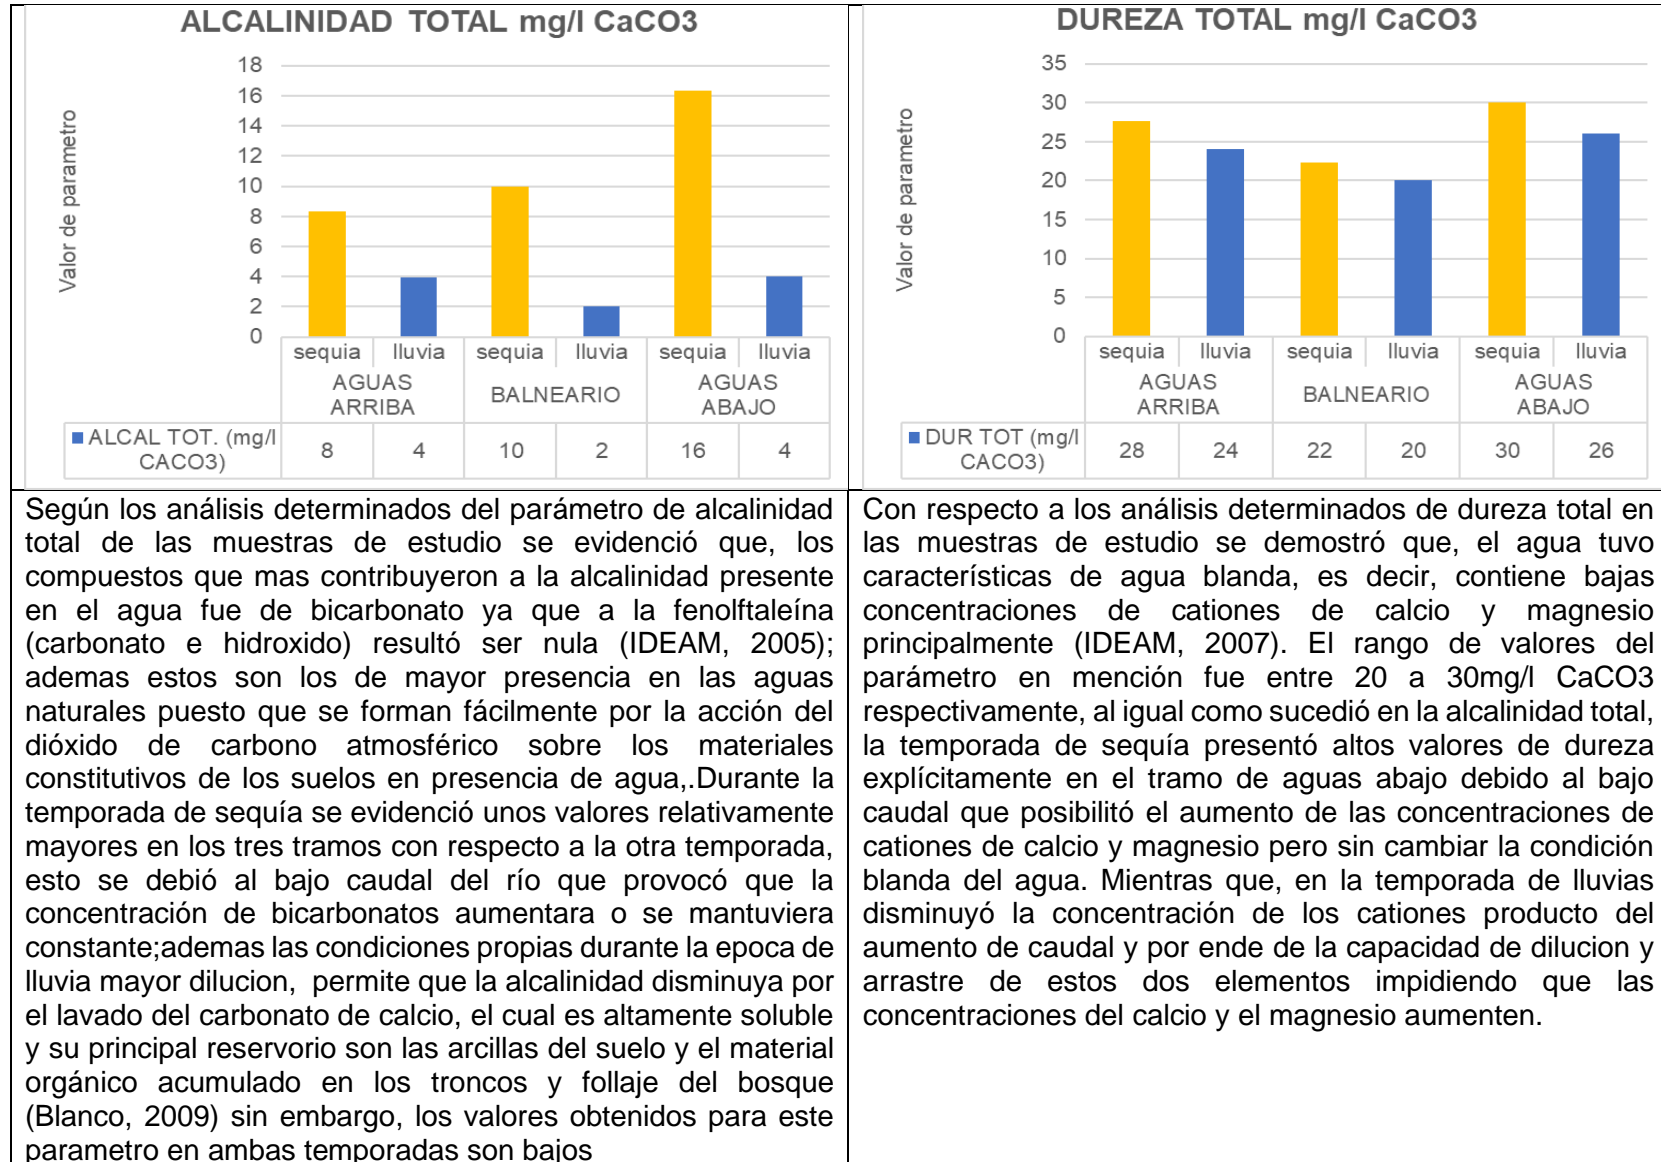 ALCALINIDAD TOTAL mg/l CaCO3
Valor de parametro
18
16
14
12
10
8
6
4
2
0
sequia lluvia sequia lluvia sequia lluvia
AGUAS ARRIBA BALNEARIO AGUAS ABAJO
ALCAL TOT. (mg/l CACO3) 8 4 10 2 16 4
Según los análisis determinados del parámetro de alcalinidad
total de las muestras de estudio se evidenció que, los
compuestos que mas contribuyeron a la alcalinidad presente
en el agua fue de bicarbonato ya que a la fenolftaleína
(carbonato e hidroxido) resultó ser nula (IDEAM, 2005);
ademas estos son los de mayor presencia en las aguas
naturales puesto que se forman fácilmente por la acción del
dióxido de carbono atmosférico sobre los materiales
constitutivos de los suelos en presencia de agua,.Durante la
temporada de sequía se evidenció unos valores relativamente
mayores en los tres tramos con respecto a la otra temporada,
esto se debió al bajo caudal del río que provocó que la
concentración de bicarbonatos aumentara o se mantuviera
constante;ademas las condiciones propias durante la epoca de
lluvia mayor dilucion, permite que la alcalinidad disminuya por
el lavado del carbonato de calcio, el cual es altamente soluble
y su principal reservorio son las arcillas del suelo y el material
orgánico acumulado en los troncos y follaje del bosque
(Blanco, 2009) sin embargo, los valores obtenidos para este
parametro en ambas temporadas son bajos
DUREZA TOTAL mg/l CaCO3
Valor de parametro
35
30
25
20
15
10
5
0
sequia lluvia sequia lluvia sequia lluvia
AGUAS ARRIBA BALNEARIO AGUAS ABAJO
DUR TOT (mg/l CACO3) 28 24 22 20 30 26
Con respecto a los análisis determinados de dureza total en
las muestras de estudio se demostró que, el agua tuvo
características de agua blanda, es decir, contiene bajas
concentraciones de cationes de calcio y magnesio
principalmente (IDEAM, 2007). El rango de valores del
parámetro en mención fue entre 20 a 30mg/l CaCO3
respectivamente, al igual como sucedió en la alcalinidad total,
la temporada de sequía presentó altos valores de dureza
explícitamente en el tramo de aguas abajo debido al bajo
caudal que posibilitó el aumento de las concentraciones de
cationes de calcio y magnesio pero sin cambiar la condición
blanda del agua. Mientras que, en la temporada de lluvias
disminuyó la concentración de los cationes producto del
aumento de caudal y por ende de la capacidad de dilucion y
arrastre de estos dos elementos impidiendo que las
concentraciones del calcio y el magnesio aumenten.